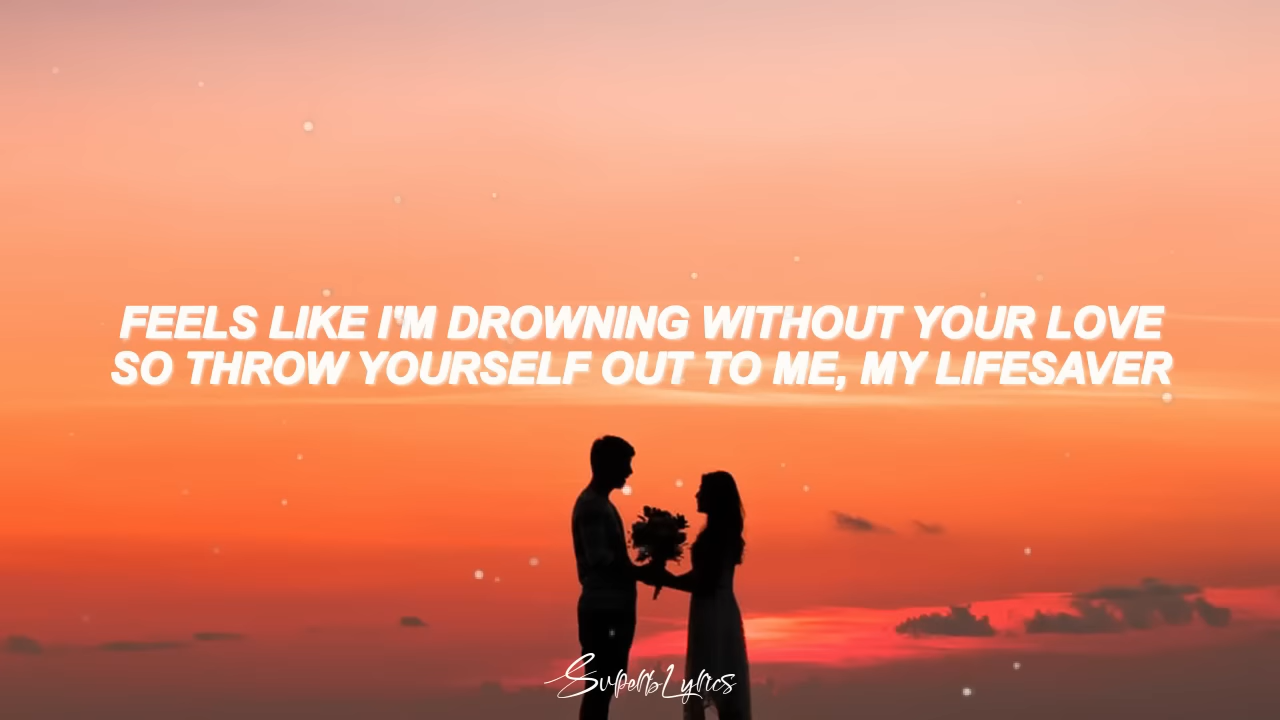 FEELS LIKE I'M DROWNING WITHOUT YOUR LOVE
SO THROW YOURSELF OUT TO ME, MY LIFESAVER
SuperbLyrics